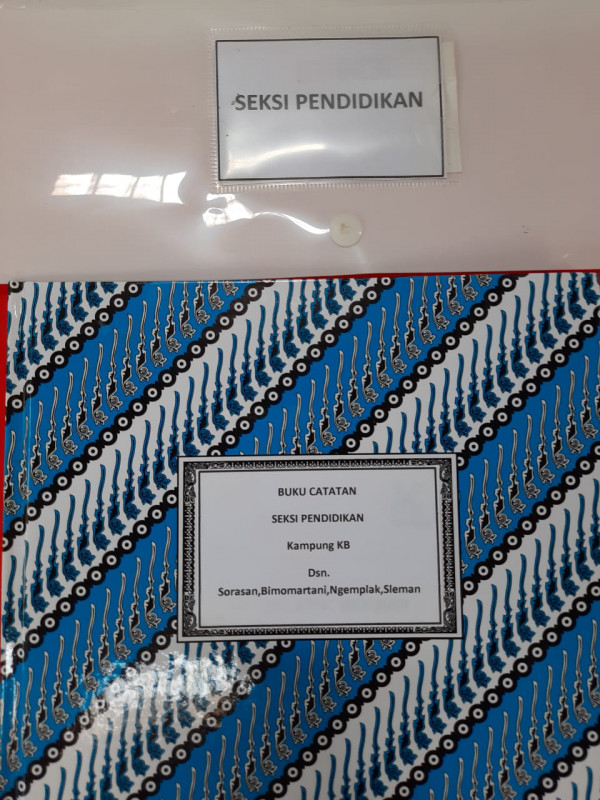 SEKSI PENDIDIKAN
BUKU CATATAN
SEKSI PENDIDIKAN
Kampung KB
Dsn.
Sorasan,Bimomartani,Ngemplak,Sleman